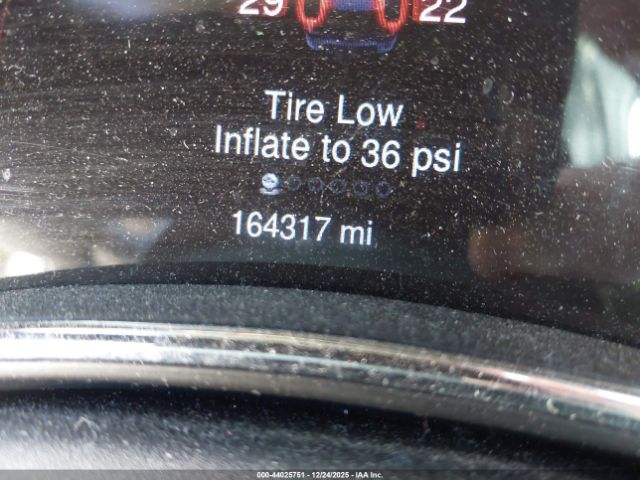 29 22
Tire Low
Inflate to 36 psi
164317 mi
000-44025751 - 12/24/2025 - IAA Inc.